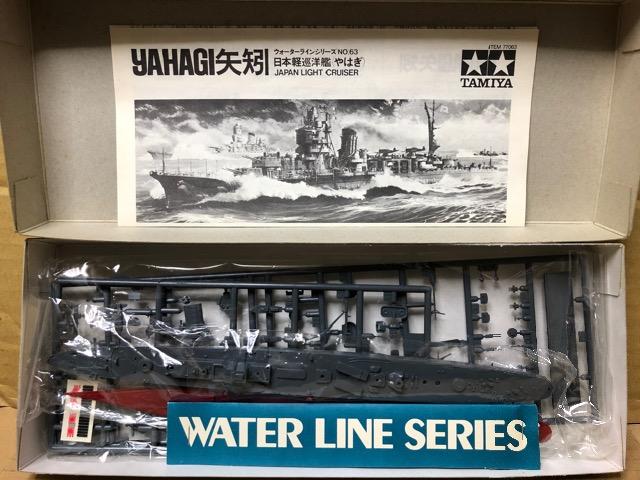 YAHAGI矢矧
ウォーターラインシリーズ NO.63
日本軽巡洋艦(やはぎ)
JAPAN LIGHT CRUISER
ITEM 77063
TAMIYA
WATER LINE SERIES